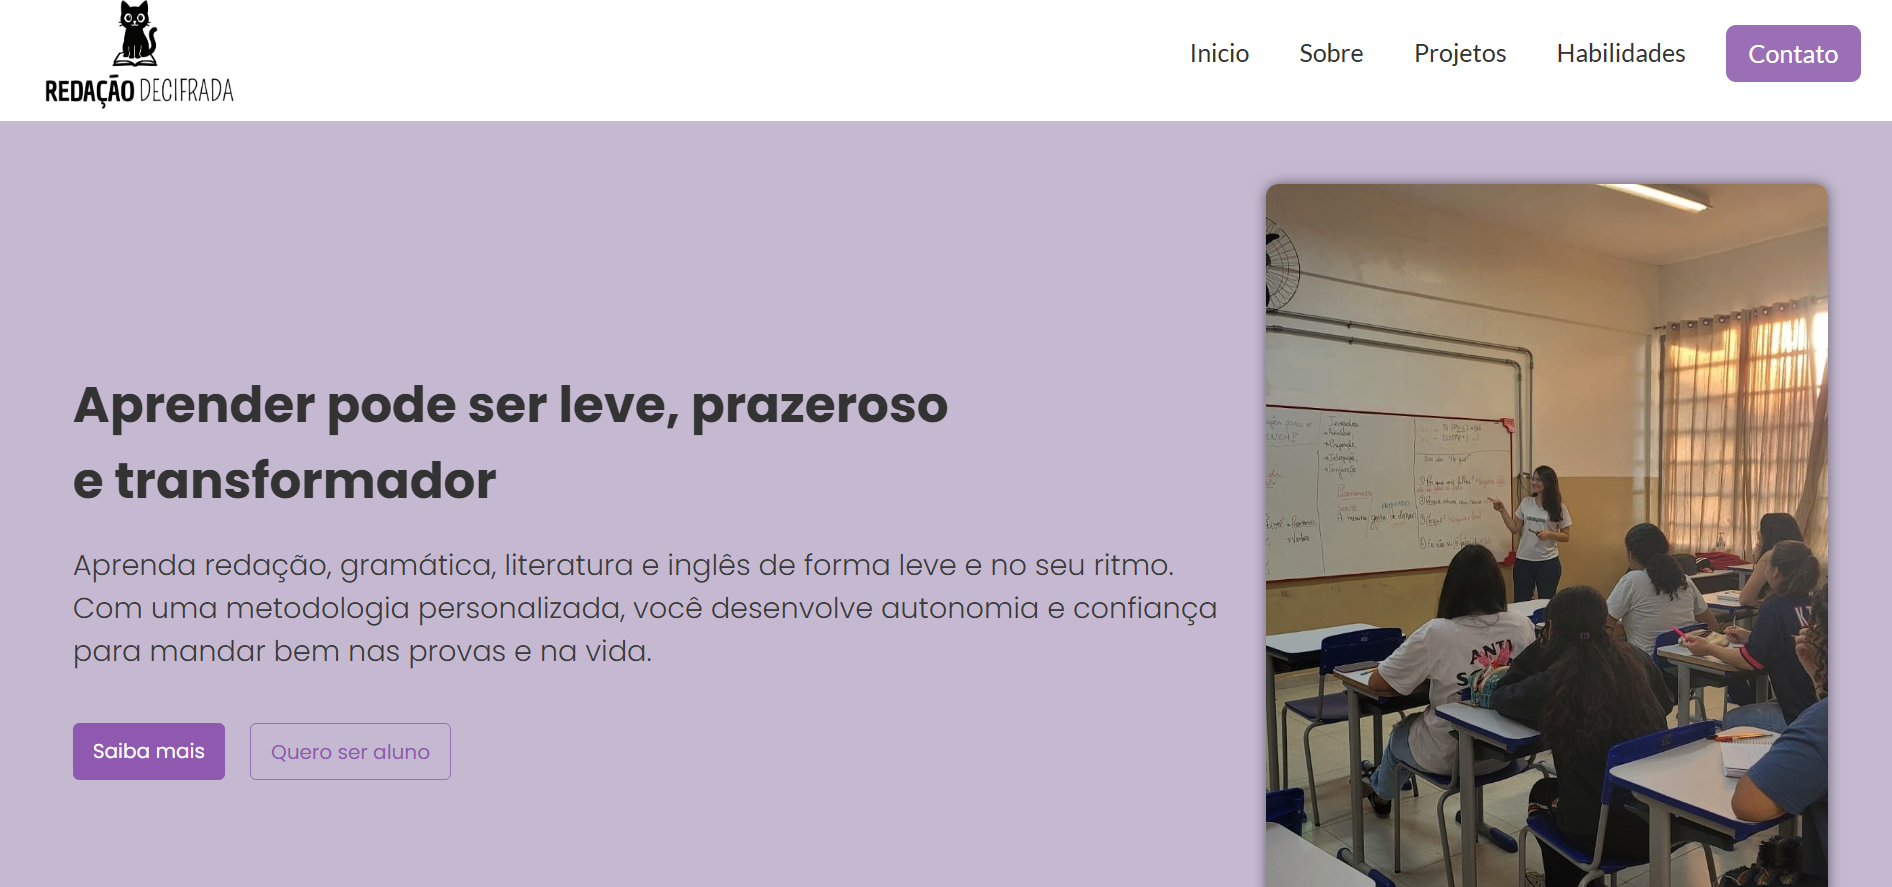 REDAÇÃO DECIFRADA
Inicio
Sobre
Projetos
Habilidades
Contato
Aprender pode ser leve, prazeroso
e transformador
Aprenda redação, gramática, literatura e inglês de forma leve e no seu ritmo.
Com uma metodologia personalizada, você desenvolve autonomia e confiança
para mandar bem nas provas e na vida.
Saiba mais
Quero ser aluno
ANTI